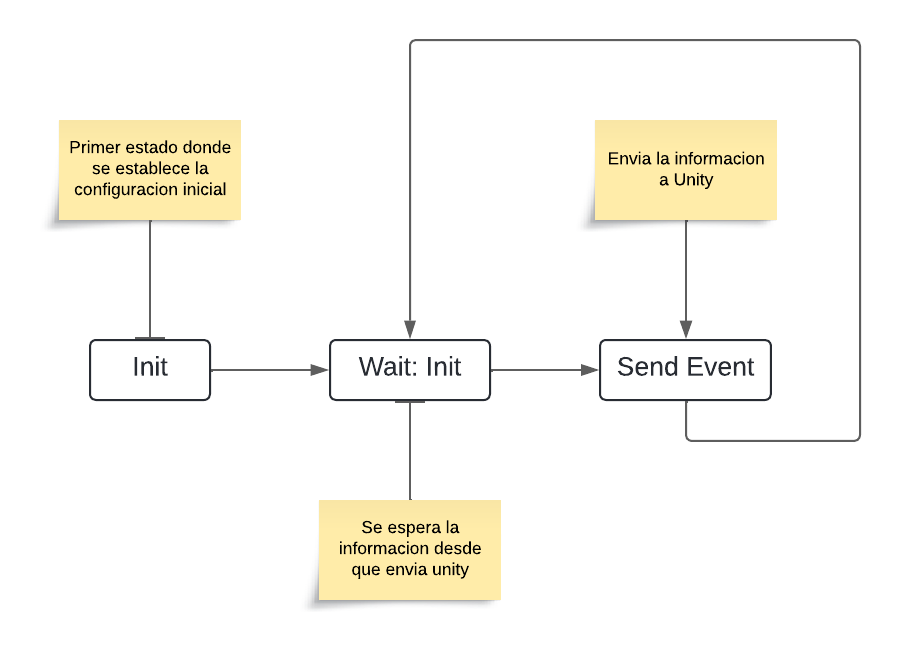 Primer estado donde
se establece la
configuracion inicial
Envia la informacion
a Unity
Init
Wait: Init
Send Event
Se espera la
informacion desde
que envia unity